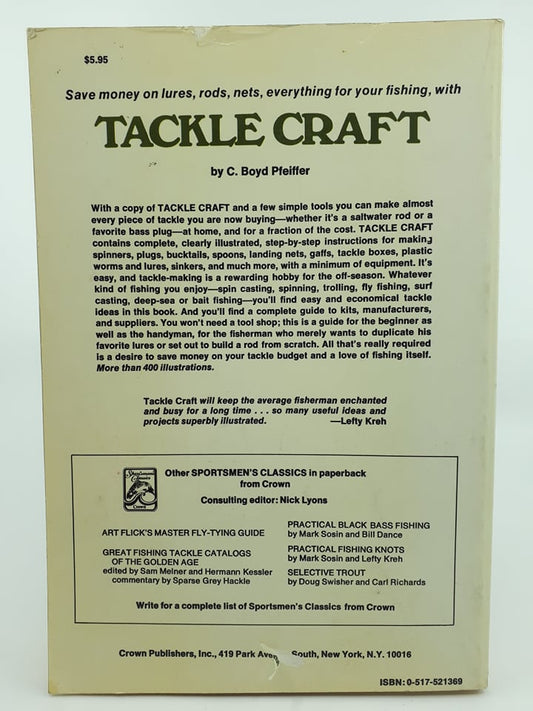 $5.95
Save money on lures, rods, nets, everything for your fishing, with
TACKLE CRAFT
by C. Boyd Pfeiffer
With a copy of TACKLE CRAFT and a few simple tools you can make almost
every piece of tackle you are now buying—whether it's a saltwater rod or a
favorite bass plug—at home, and for a fraction of the cost. TACKLE CRAFT
contains complete, clearly illustrated, step-by-step instructions for making
spinners, plugs, bucktails, spoons, landing nets, gaffs, tackle boxes, plastic
worms and lures, sinkers, and much more, with a minimum of equipment. It's
easy, and tackle-making is a rewarding hobby for the off-season. Whatever
kind of fishing you enjoy—spin casting, spinning, trolling, fly fishing, surf
casting, deep-sea or bait fishing—you'll find easy and economical tackle
ideas in this book. And you'll find a complete guide to kits, manufacturers,
and suppliers. You won't need a tool shop; this is a guide for the beginner as
well as the handyman, for the fisherman who merely wants to duplicate his
favorite lures or set out to build a rod from scratch. All that's really required
is a desire to save money on your tackle budget and a love of fishing itself.
More than 400 illustrations.
Tackle Craft will keep the average fisherman enchanted
and busy for a long time . . . so many useful ideas and
projects superbly illustrated. —Lefty Kreh
Sportsmen's
Classics
Crown
Other SPORTSMEN'S CLASSICS in paperback
from Crown
Consulting editor: Nick Lyons
ART FLICK'S MASTER FLY-TYING GUIDE
GREAT FISHING TACKLE CATALOGS
OF THE GOLDEN AGE
edited by Sam Melner and Hermann Kessler
commentary by Sparse Grey Hackle
PRACTICAL BLACK BASS FISHING
by Mark Sosin and Bill Dance
PRACTICAL FISHING KNOTS
by Mark Sosin and Lefty Kreh
SELECTIVE TROUT
by Doug Swisher and Carl Richards
Write for a complete list of Sportsmen's Classics from Crown
Crown Publishers, Inc., 419 Park South, New York, N.Y. 10016
ISBN: 0-517-521369